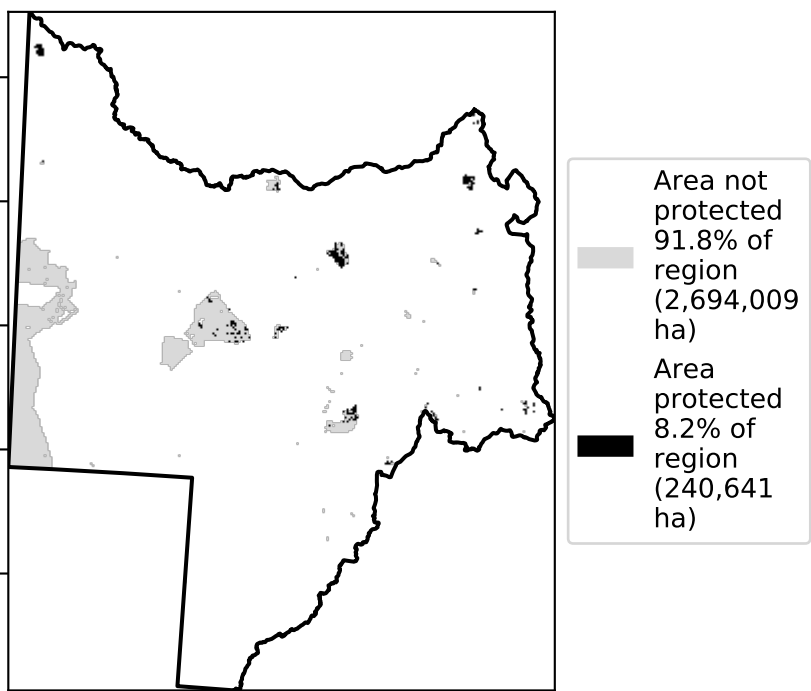 Area not
protected
91.8% of
region
(2,694,009
ha)
Area
protected
8.2% of
region
(240,641
ha)